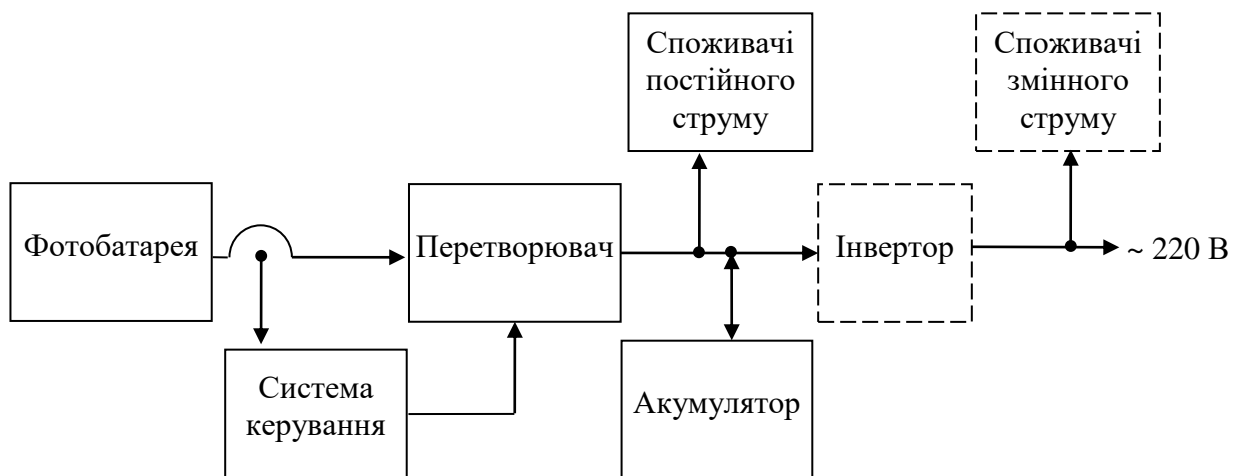 Споживачі
постійного
струму
Споживачі
змінного
струму
Фотобатарея
Перетворювач
Інвертор
~ 220 В
Система
керування
Акумулятор